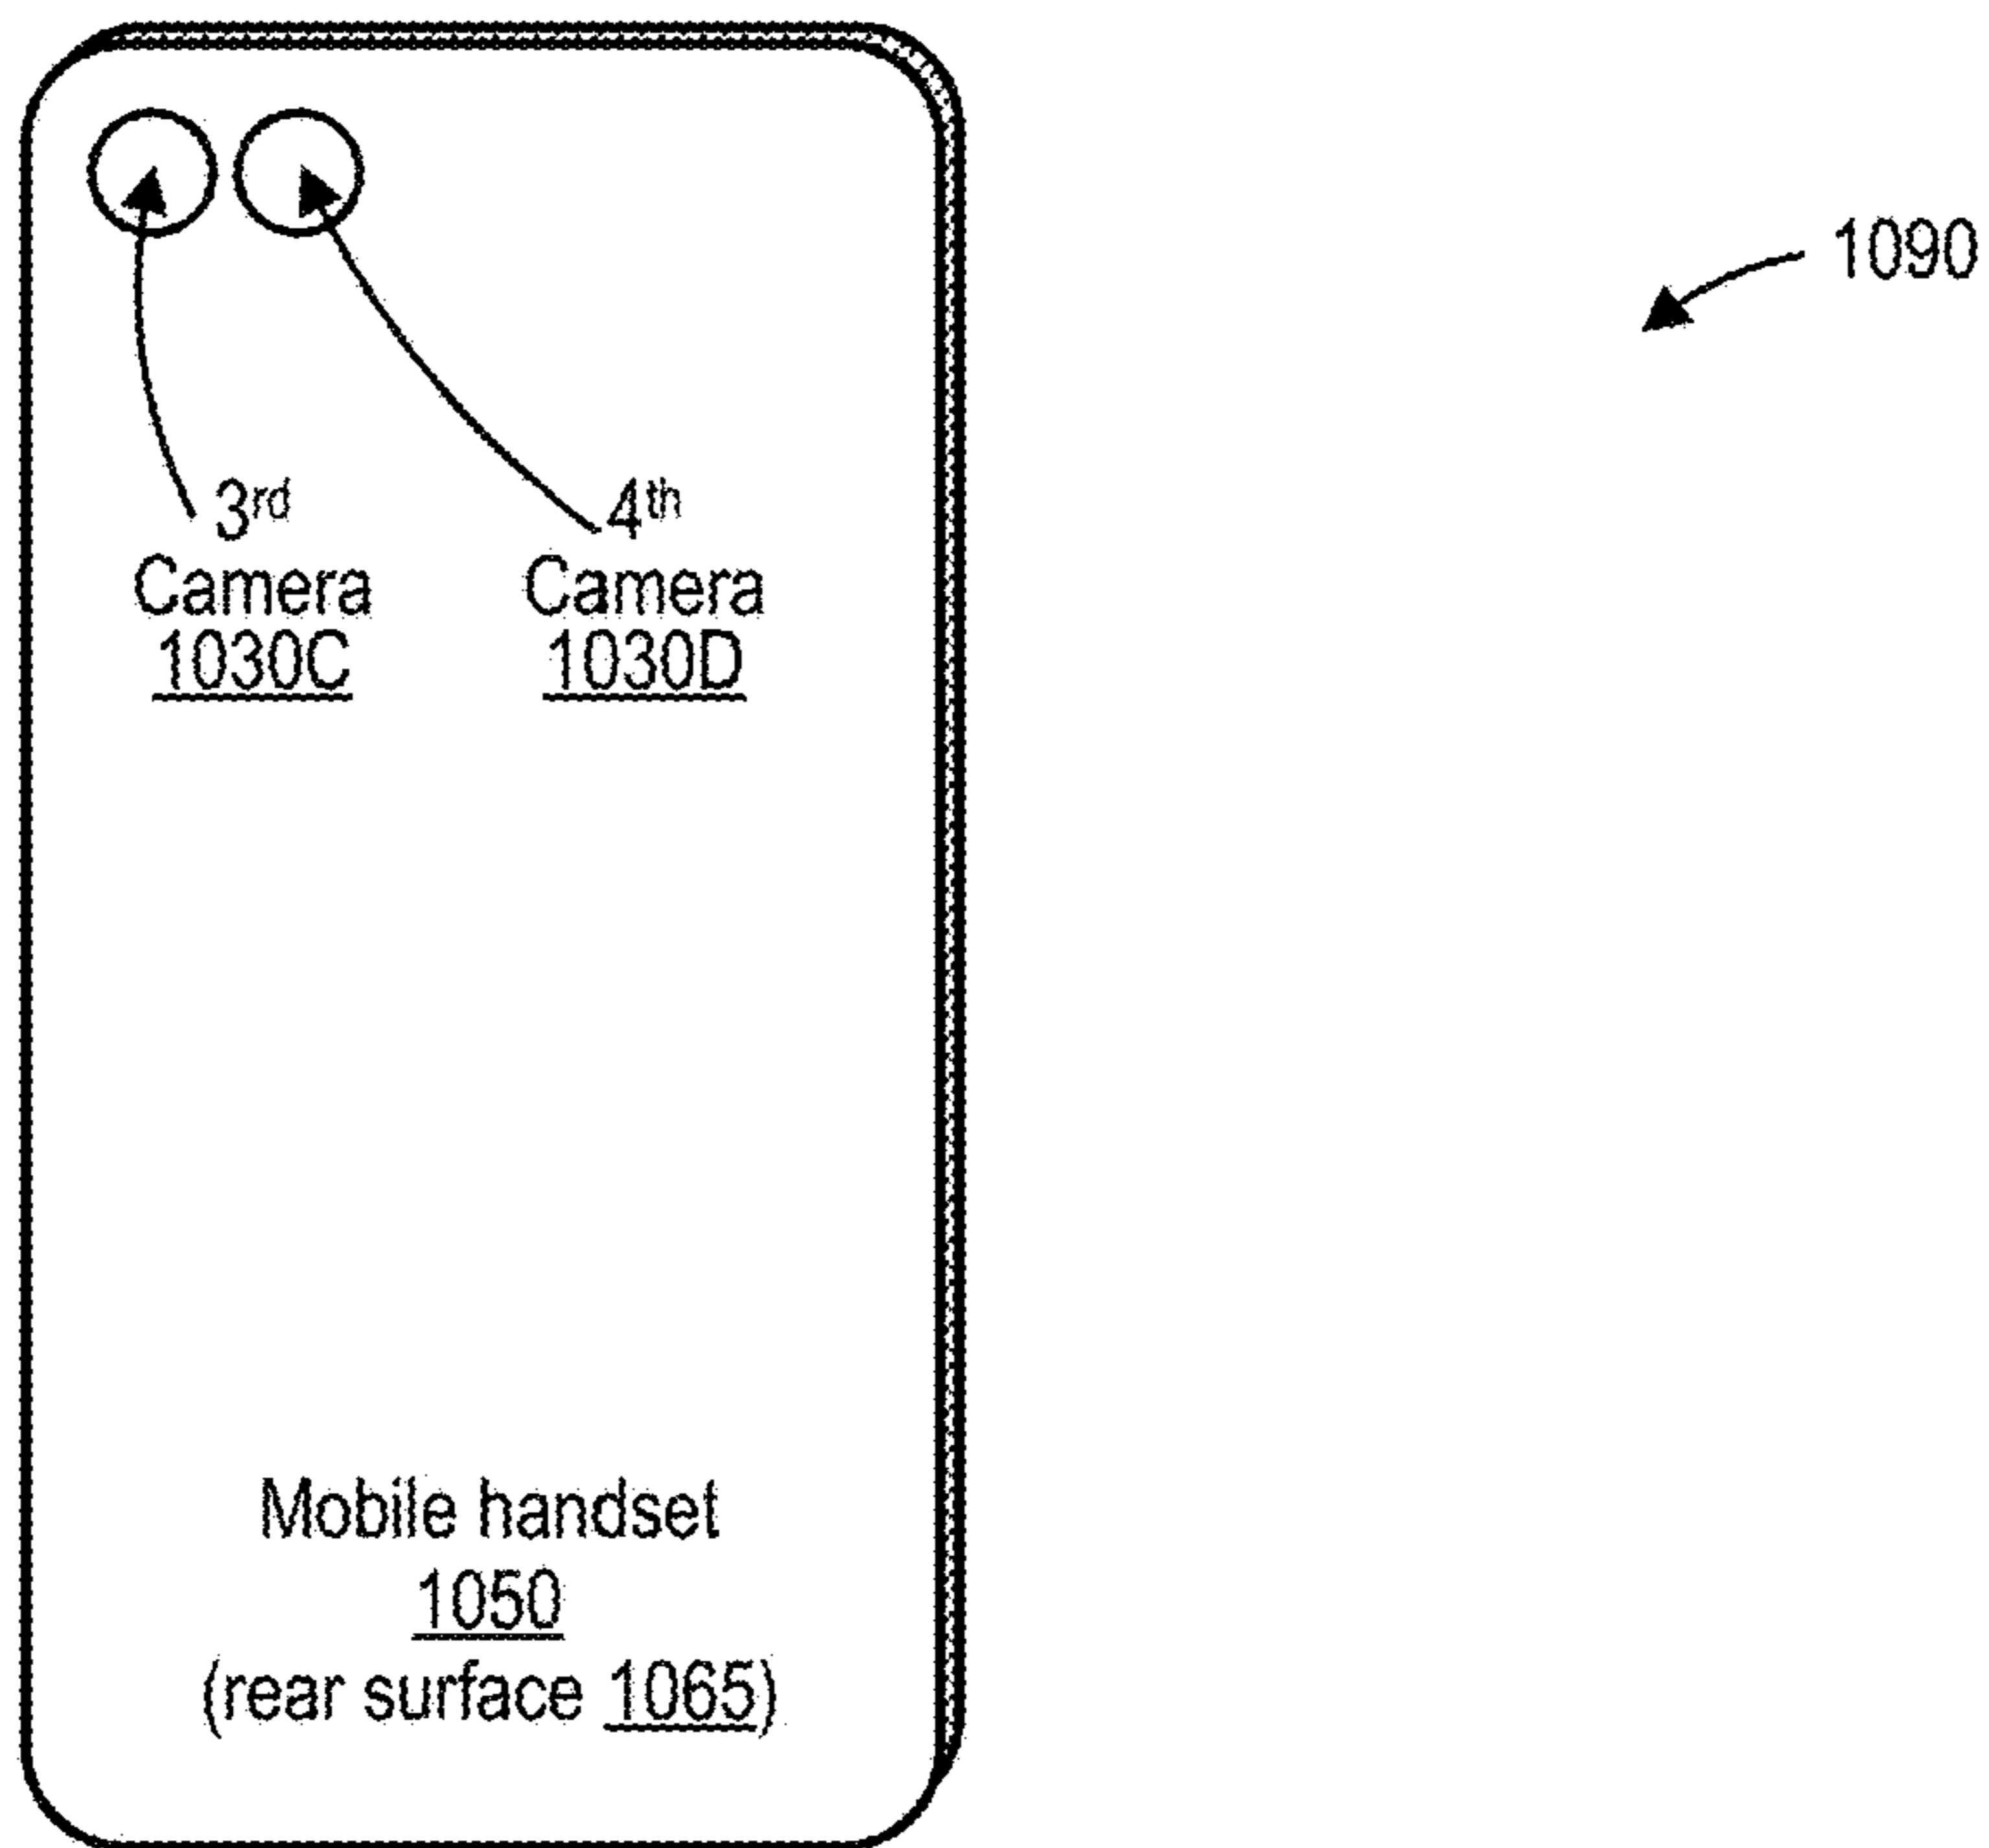 1090
3rd
Camera
1030C
4th
Camera
1030D
Mobile handset
1050
(rear surface 1065)